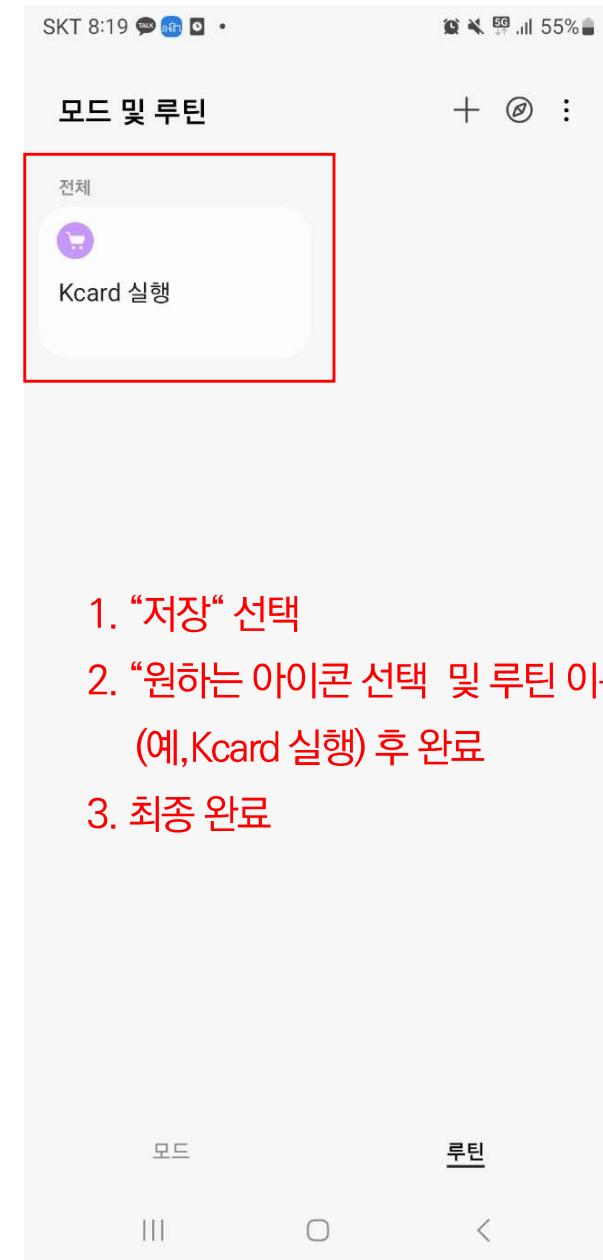 SKT 8:19 TALK
5G 55%
모드 및 루틴
전체
Kcard 실행
1. “저장“ 선택
2. “원하는 아이콘 선택 및 루틴
(예,Kcard 실행) 후 완료
3. 최종 완료
모드
루틴